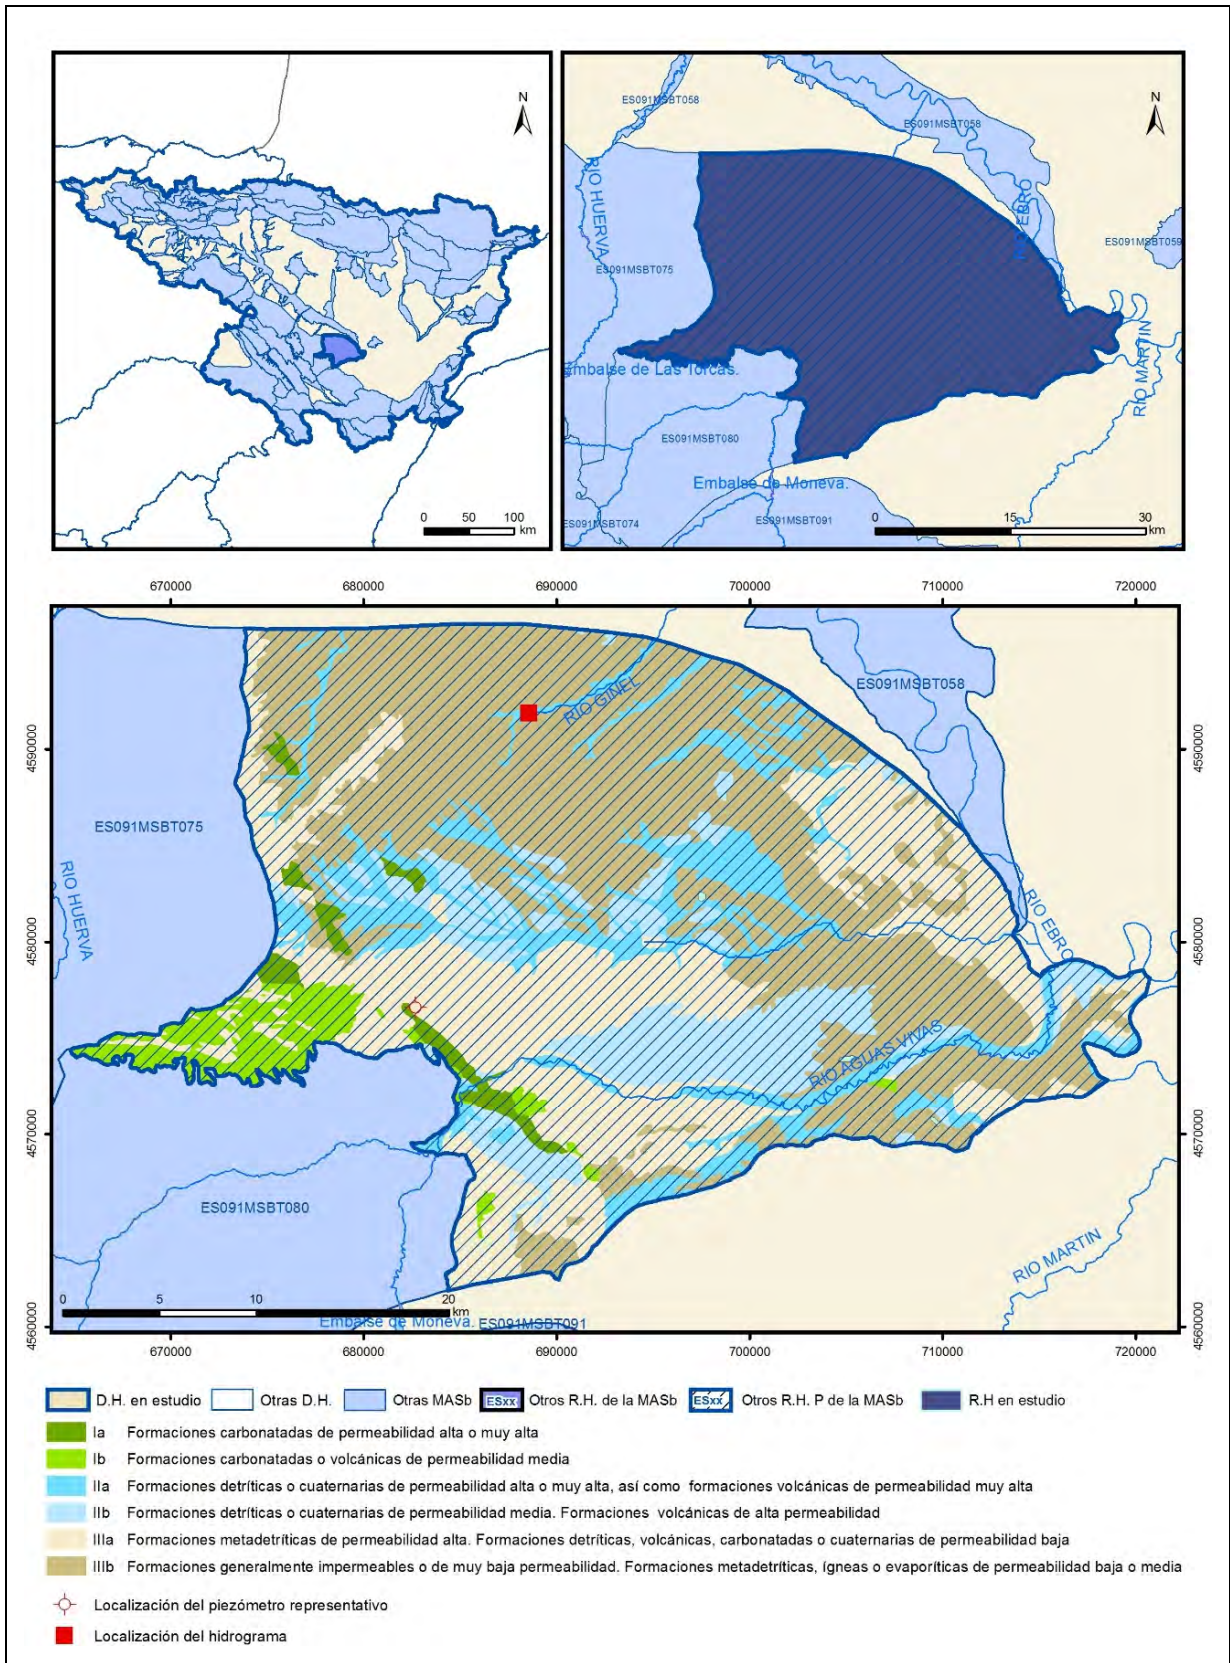 N
0 50 100
km
N
ES091MSBT058
ES091MSBT058
RIO HUERVA
RIO EBRO
ES091MSBT059
ES091MSBT075
RIO MARTIN
Embalse de Las Torcas.
ES091MSBT080
Embalse de Moneva.
ES091MSBT074
ES091MSBT091
0 15 30
km
670000 680000 690000 700000 710000 720000
4590000
4580000
4570000
4560000
4590000
4580000
4570000
4560000
ES091MSBT058
RIO GINEL
ES091MSBT075
RIO HUERVA
RIO EBRO
RIO AGUAS VIVAS
ES091MSBT080
RIO MARTIN
0 5 10 20
km
Embalse de Moneva. ES091MSBT091
670000 680000 690000 700000 710000 720000
D.H. en estudio Otras D.H. Otras MASb ESxx Otros R.H. de la MASb ESxx Otros R.H. P de la MASb R.H en estudio
Ia Formaciones carbonatadas de permeabilidad alta o muy alta
Ib Formaciones carbonatadas o volcánicas de permeabilidad media
IIa Formaciones detríticas o cuaternarias de permeabilidad alta o muy alta, así como formaciones volcánicas de permeabilidad muy alta
IIb Formaciones detríticas o cuaternarias de permeabilidad media. Formaciones volcánicas de alta permeabilidad
IIIa Formaciones metadetríticas de permeabilidad alta. Formaciones detríticas, volcánicas, carbonatadas o cuaternarias de permeabilidad baja
IIIb Formaciones generalmente impermeables o de muy baja permeabilidad. Formaciones metadetríticas, ígneas o evaporíticas de permeabilidad baja o media
Localización del piezómetro representativo
Localización del hidrograma